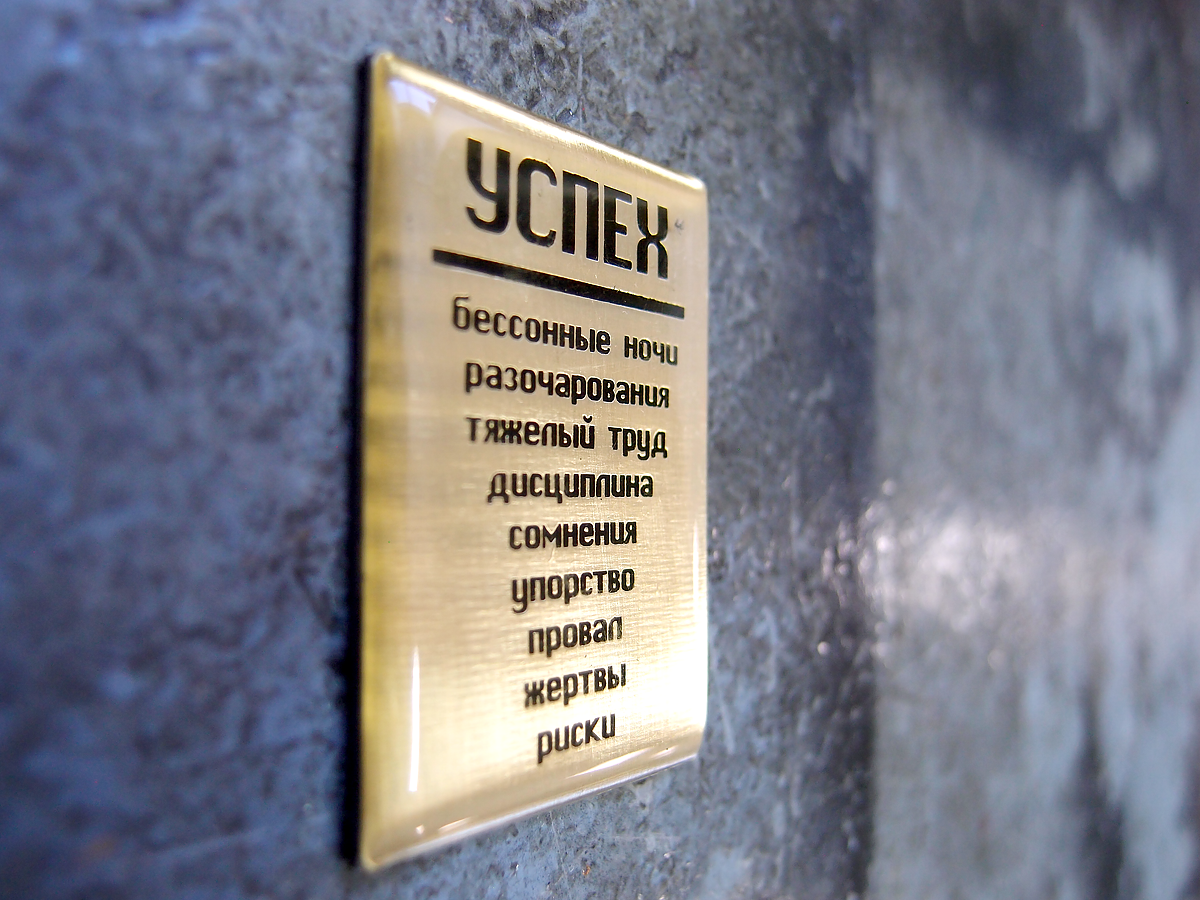 УСПЕХ
бессонные ночи
разочарования
тяжелый труд
дисциплина
сомнения
упорство
провал
жертвы
риски